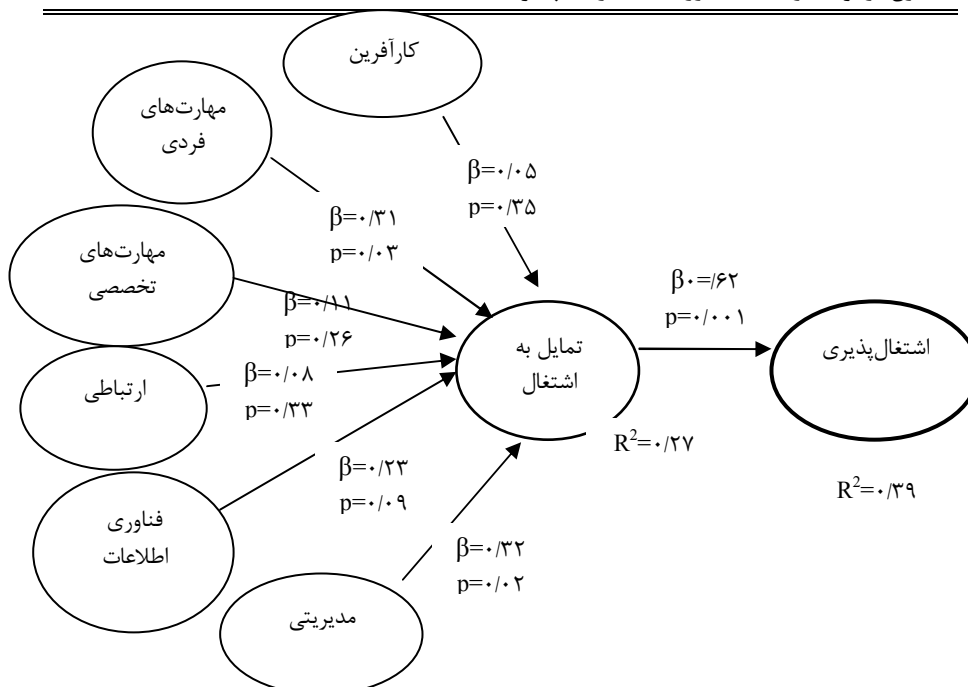 کارآفرین
مهارت‌های
فردی
β=۰/۰۵
p=۰/۳۵
β=۰/۳۱
p=۰/۰۳
مهارت‌های
تخصصی
β=۰/۱۱
p=۰/۲۶
β۰=/۶۲
p=۰/۰۰۱
تمایل به
اشتغال
اشتغال‌پذیری
ارتباطی
β=۰/۰۸
p=۰/۳۳
R²=۰/۲۷
β=۰/۲۳
p=۰/۰۹
R²=۰/۳۹
فناوری
اطلاعات
β=۰/۳۲
p=۰/۰۲
مدیریتی